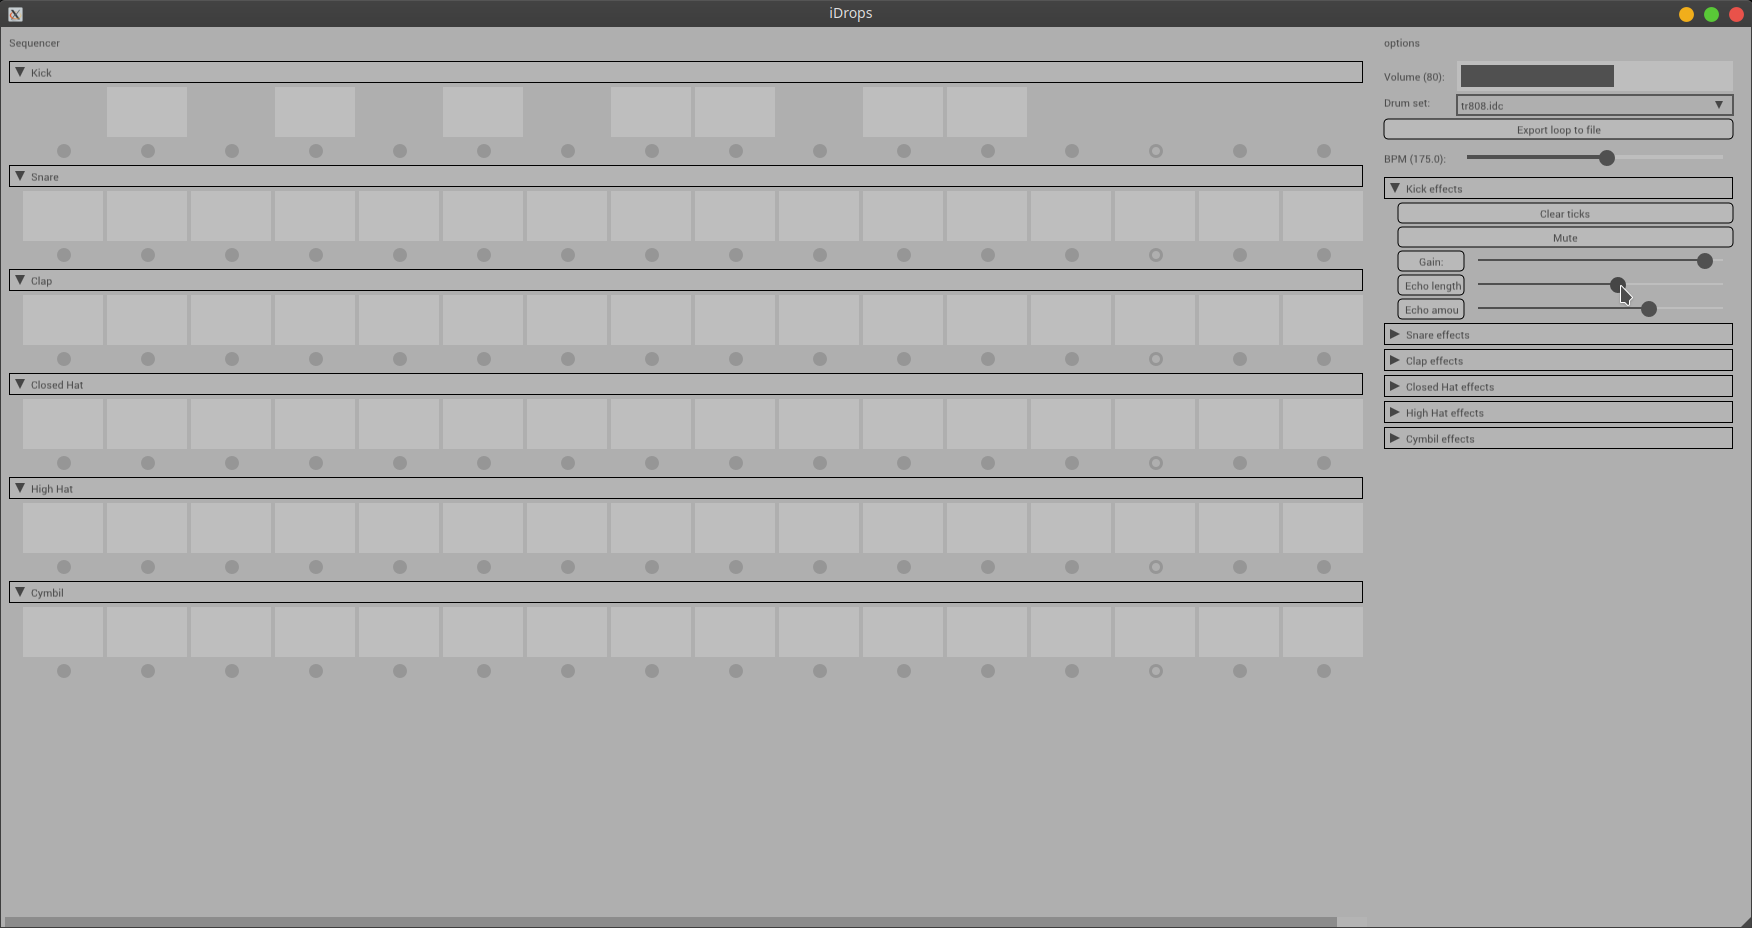 iDrops
Sequencer
Kick
Snare
Clap
Closed Hat
High Hat
Cymbil
options
Volume (80):
Drum set:
tr808.idc
Export loop to file
BPM (175.0):
Kick effects
Clear ticks
Mute
Gain:
Echo length
Echo amou
Snare effects
Clap effects
Closed Hat effects
High Hat effects
Cymbil effects